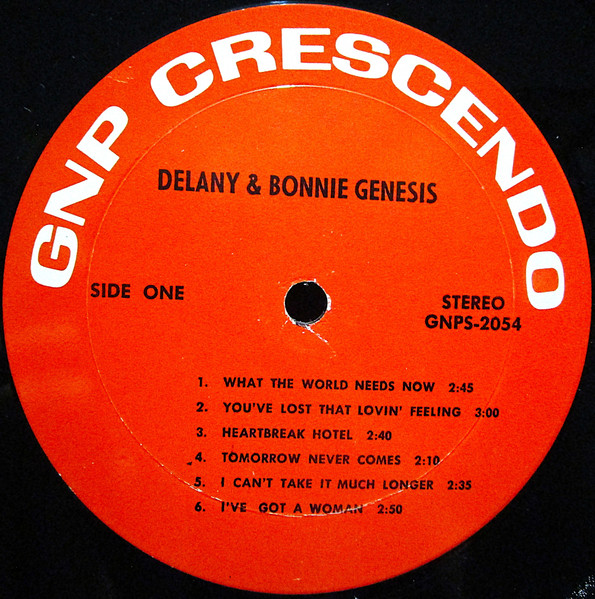 GNP CRESCENDO
DELANY & BONNIE GENESIS
SIDE ONE
STEREO
GNPS-2054
1. WHAT THE WORLD NEEDS NOW 2:45
2. YOU'VE LOST THAT LOVIN' FEELING 3:00
3. HEARTBREAK HOTEL 2:40
4. TOMORROW NEVER COMES 2:10
5. I CAN'T TAKE IT MUCH LONGER 2:35
6. I'VE GOT A WOMAN 2:50